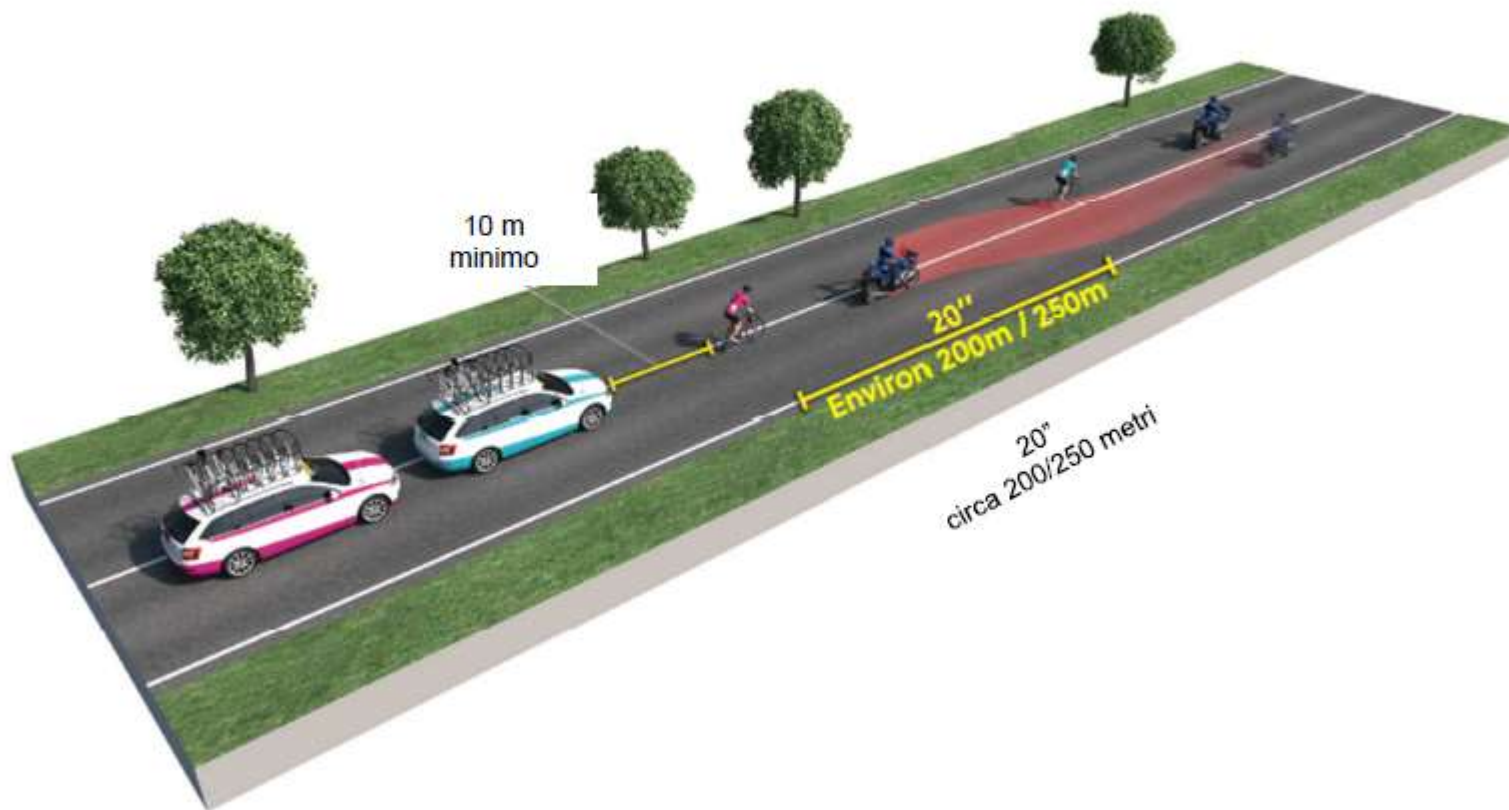 10 m
minimo
20"
Environ 200m / 250m
20"
circa 200/250 metri